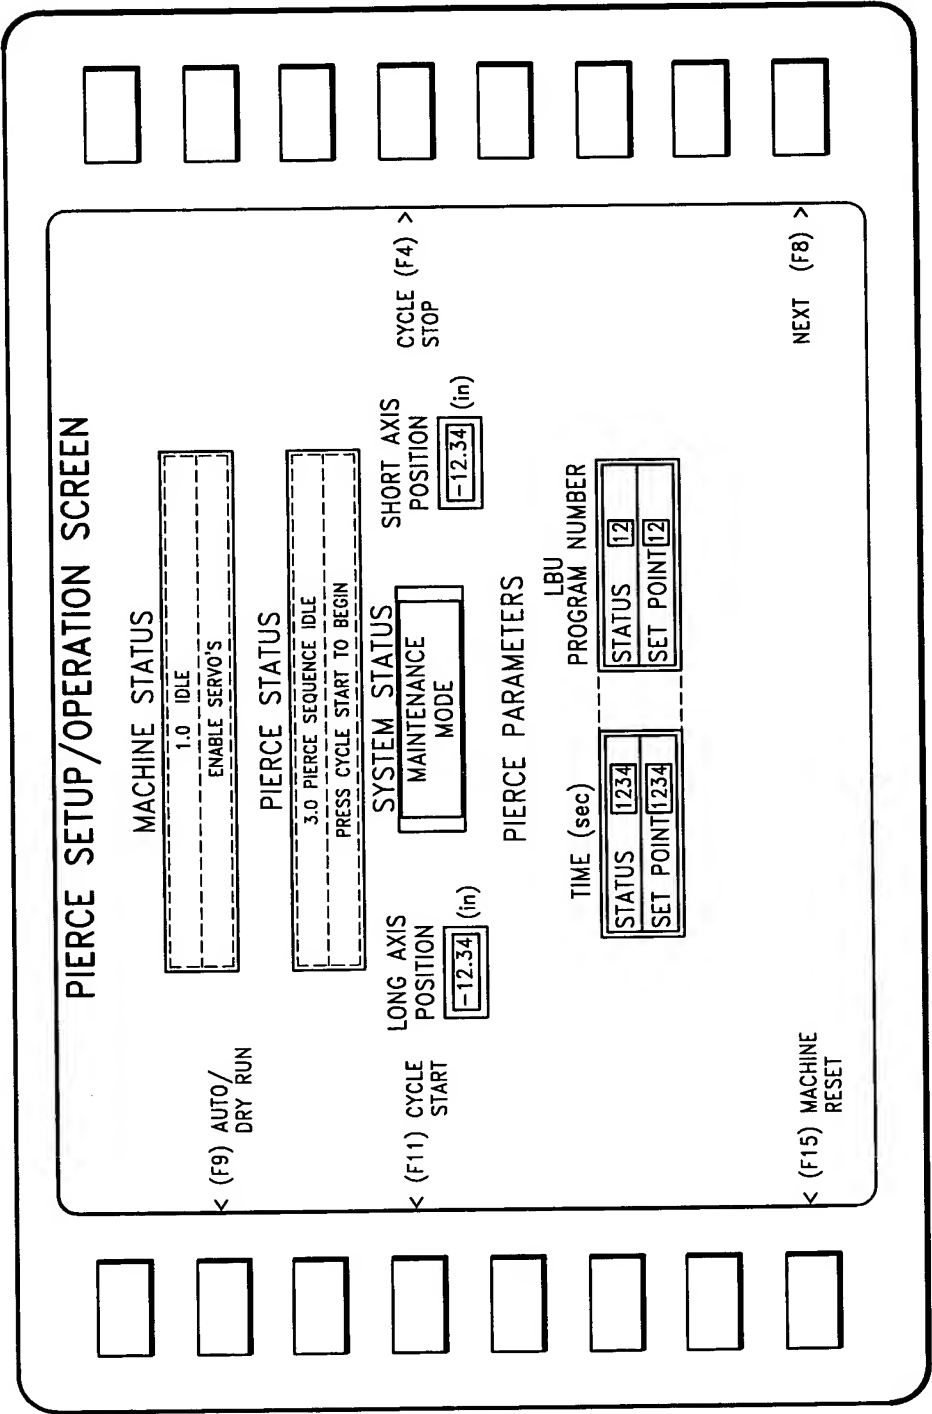 PIERCE SETUP/OPERATION SCREEN
MACHINE STATUS
1.0 IDLE
ENABLE SERVO'S
< (F9) AUTO/
DRY RUN
PIERCE STATUS
3.0 PIERCE SEQUENCE IDLE
PRESS CYCLE START TO BEGIN
< (F11) CYCLE
START
LONG AXIS
POSITION
-12.34 (in)
SYSTEM STATUS
MAINTENANCE
MODE
SHORT AXIS
POSITION
-12.34 (in)
CYCLE (F4) >
STOP
PIERCE PARAMETERS
TIME (sec)
STATUS 1234
SET POINT 1234
LBU
PROGRAM NUMBER
STATUS 12
SET POINT 12
< (F15) MACHINE
RESET
NEXT (F8) >